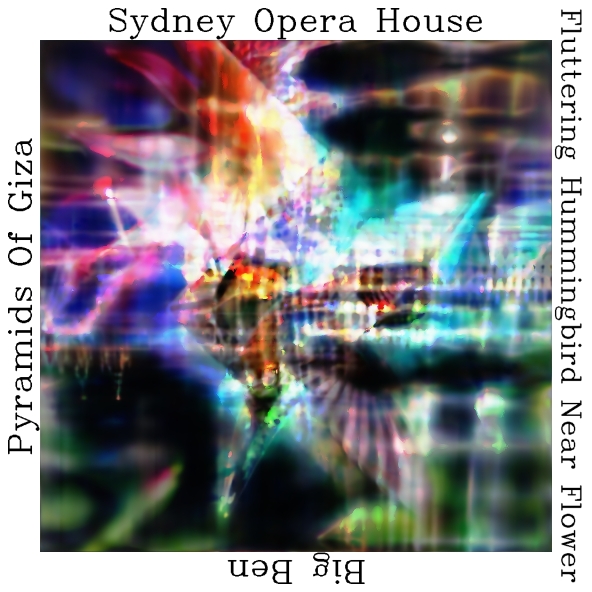 Sydney Opera House
Fluttering Hummingbird Near Flower
Pyramids Of Giza
Big Ben